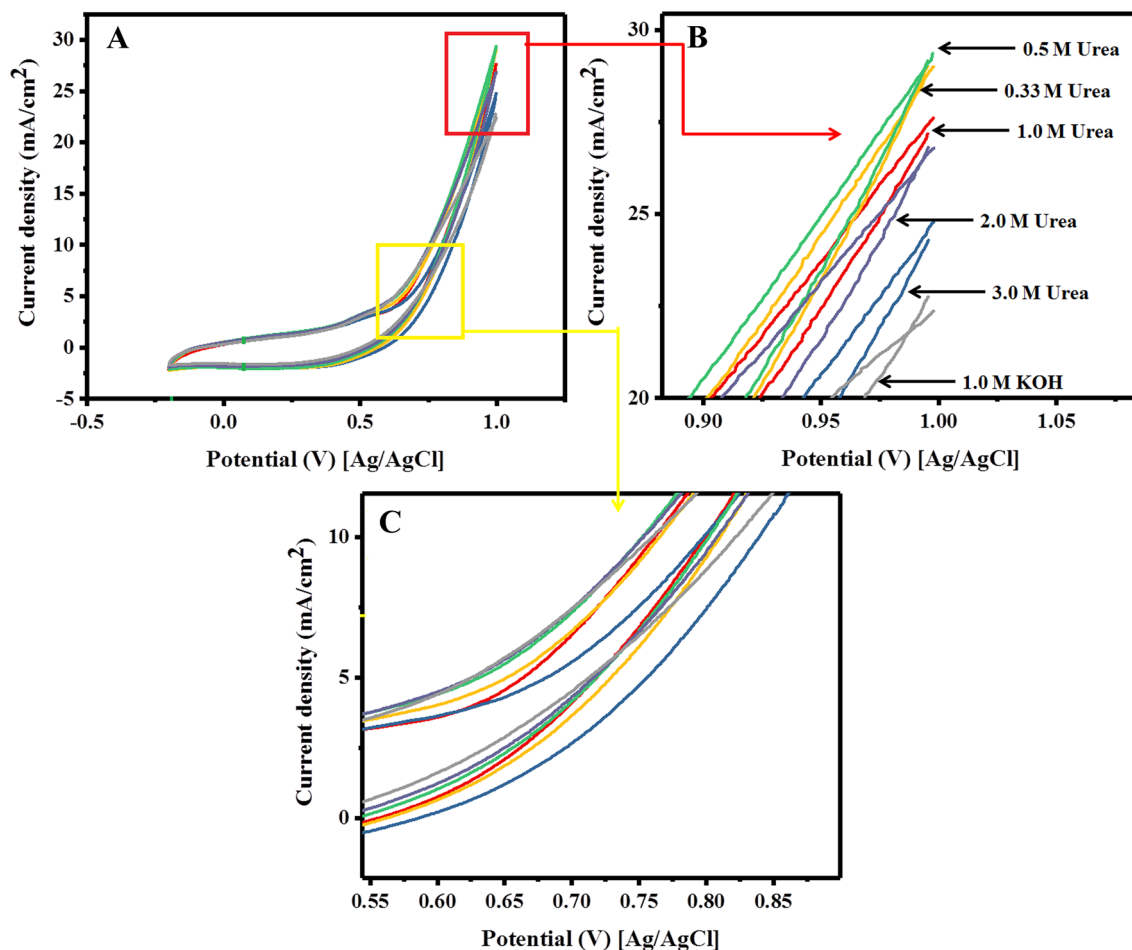 A
Current density (mA/cm²)
30
25
20
15
10
5
0
-5
-0.5
0.0
0.5
1.0
Potential (V) [Ag/AgCl]
B
Current density (mA/cm²)
30
25
20
0.90
0.95
1.00
1.05
Potential (V) [Ag/AgCl]
0.5 M Urea
0.33 M Urea
1.0 M Urea
2.0 M Urea
3.0 M Urea
1.0 M KOH
C
Current density (mA/cm²)
10
5
0
0.55
0.60
0.65
0.70
0.75
0.80
0.85
Potential (V) [Ag/AgCl]